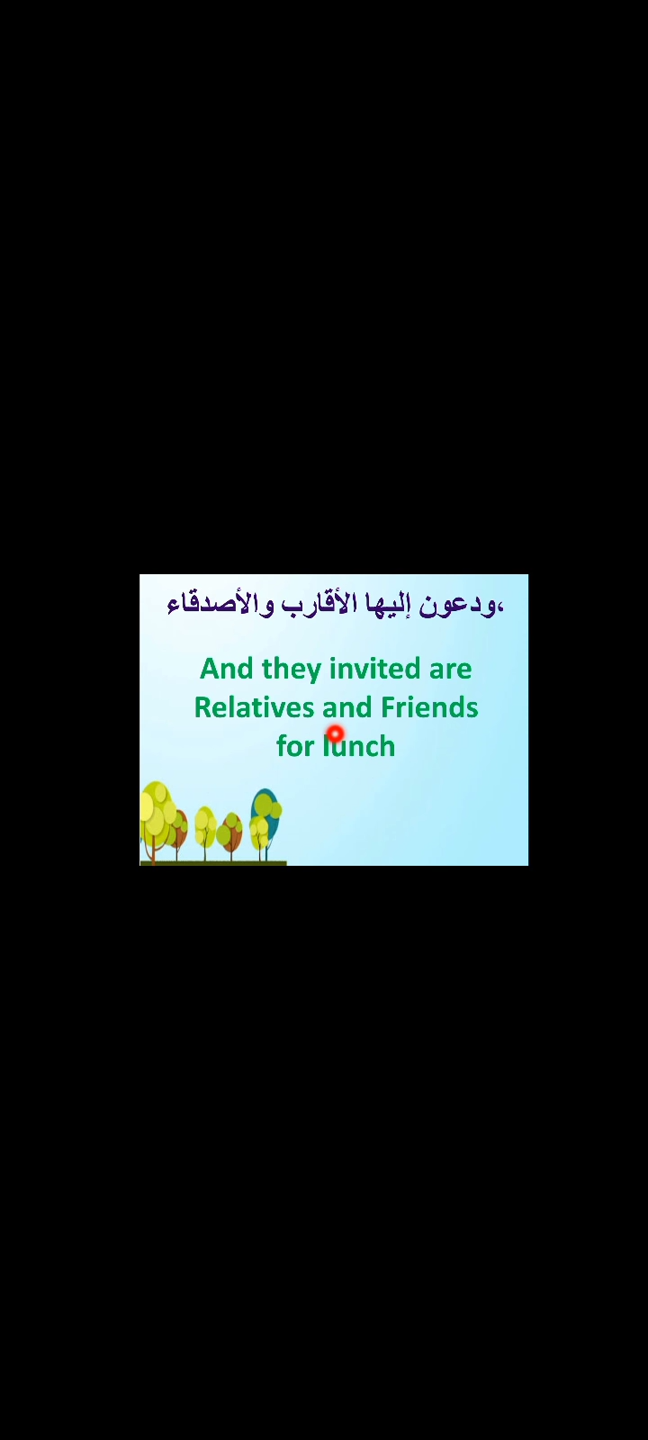 ،ودعون إليها الأقارب والأصدقاء
And they invited are
Relatives and Friends
for lunch